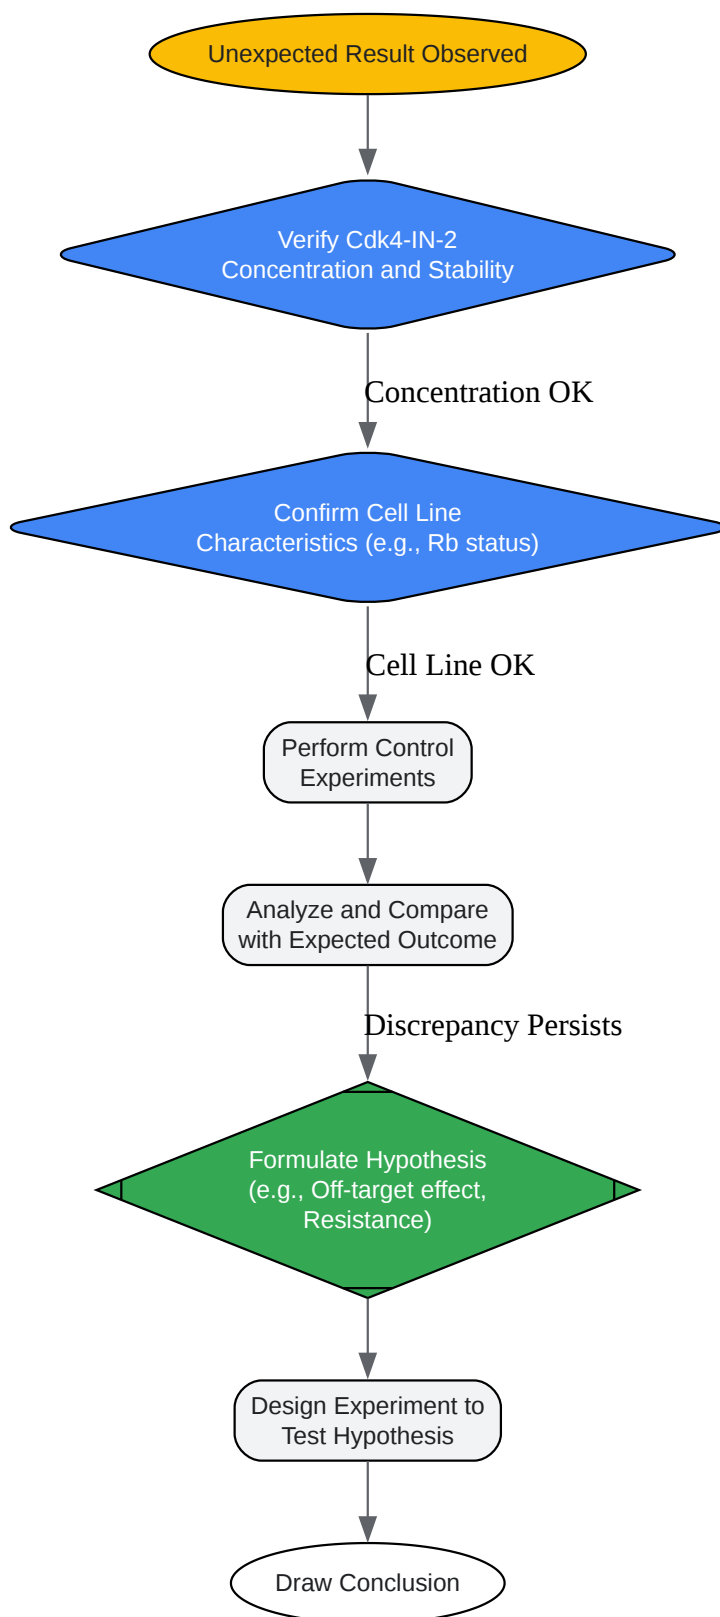 Unexpected Result Observed
Verify Cdk4-IN-2
Concentration and Stability
Concentration OK
Confirm Cell Line
Characteristics (e.g., Rb status)
Cell Line OK
Perform Control
Experiments
Analyze and Compare
with Expected Outcome
Discrepancy Persists
Formulate Hypothesis
(e.g., Off-target effect,
Resistance)
Design Experiment to
Test Hypothesis
Draw Conclusion